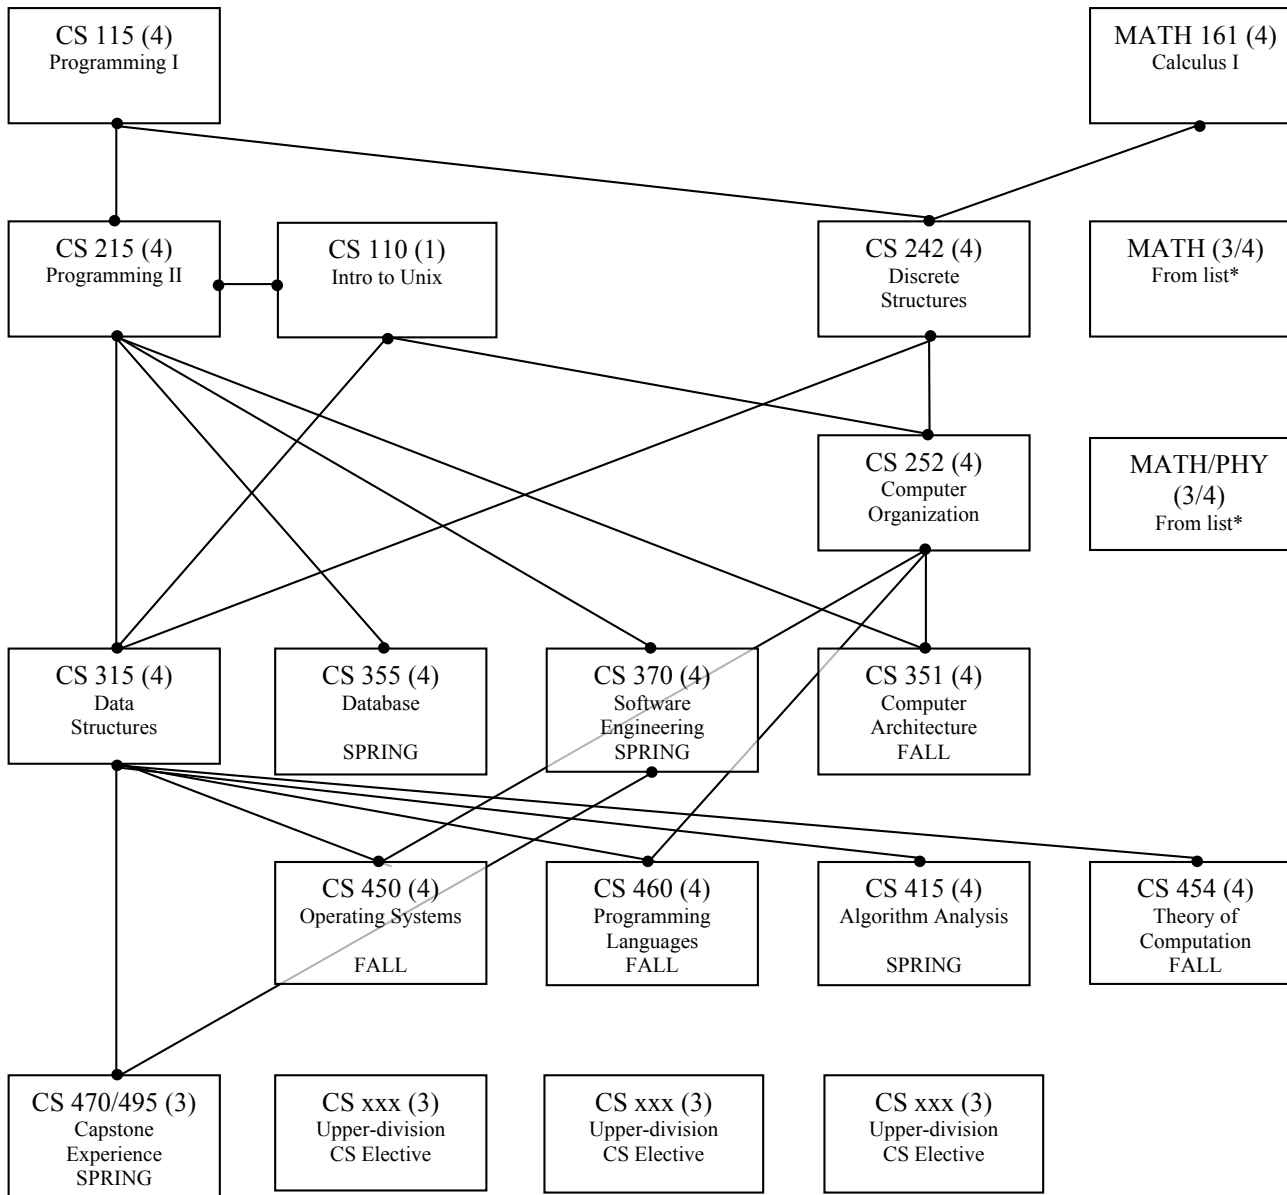 CS 115 (4)
Programming I
MATH 161 (4)
Calculus I
CS 215 (4)
Programming II
CS 110 (1)
Intro to Unix
CS 242 (4)
Discrete
Structures
MATH (3/4)
From list*
CS 252 (4)
Computer
Organization
MATH/PHY
(3/4)
From list*
CS 315 (4)
Data
Structures
CS 355 (4)
Database
SPRING
CS 370 (4)
Software
Engineering
SPRING
CS 351 (4)
Computer
Architecture
FALL
CS 450 (4)
Operating Systems
FALL
CS 460 (4)
Programming
Languages
FALL
CS 415 (4)
Algorithm Analysis
SPRING
CS 454 (4)
Theory of
Computation
FALL
CS 470/495 (3)
Capstone
Experience
SPRING
CS xxx (3)
Upper-division
CS Elective
CS xxx (3)
Upper-division
CS Elective
CS xxx (3)
Upper-division
CS Elective